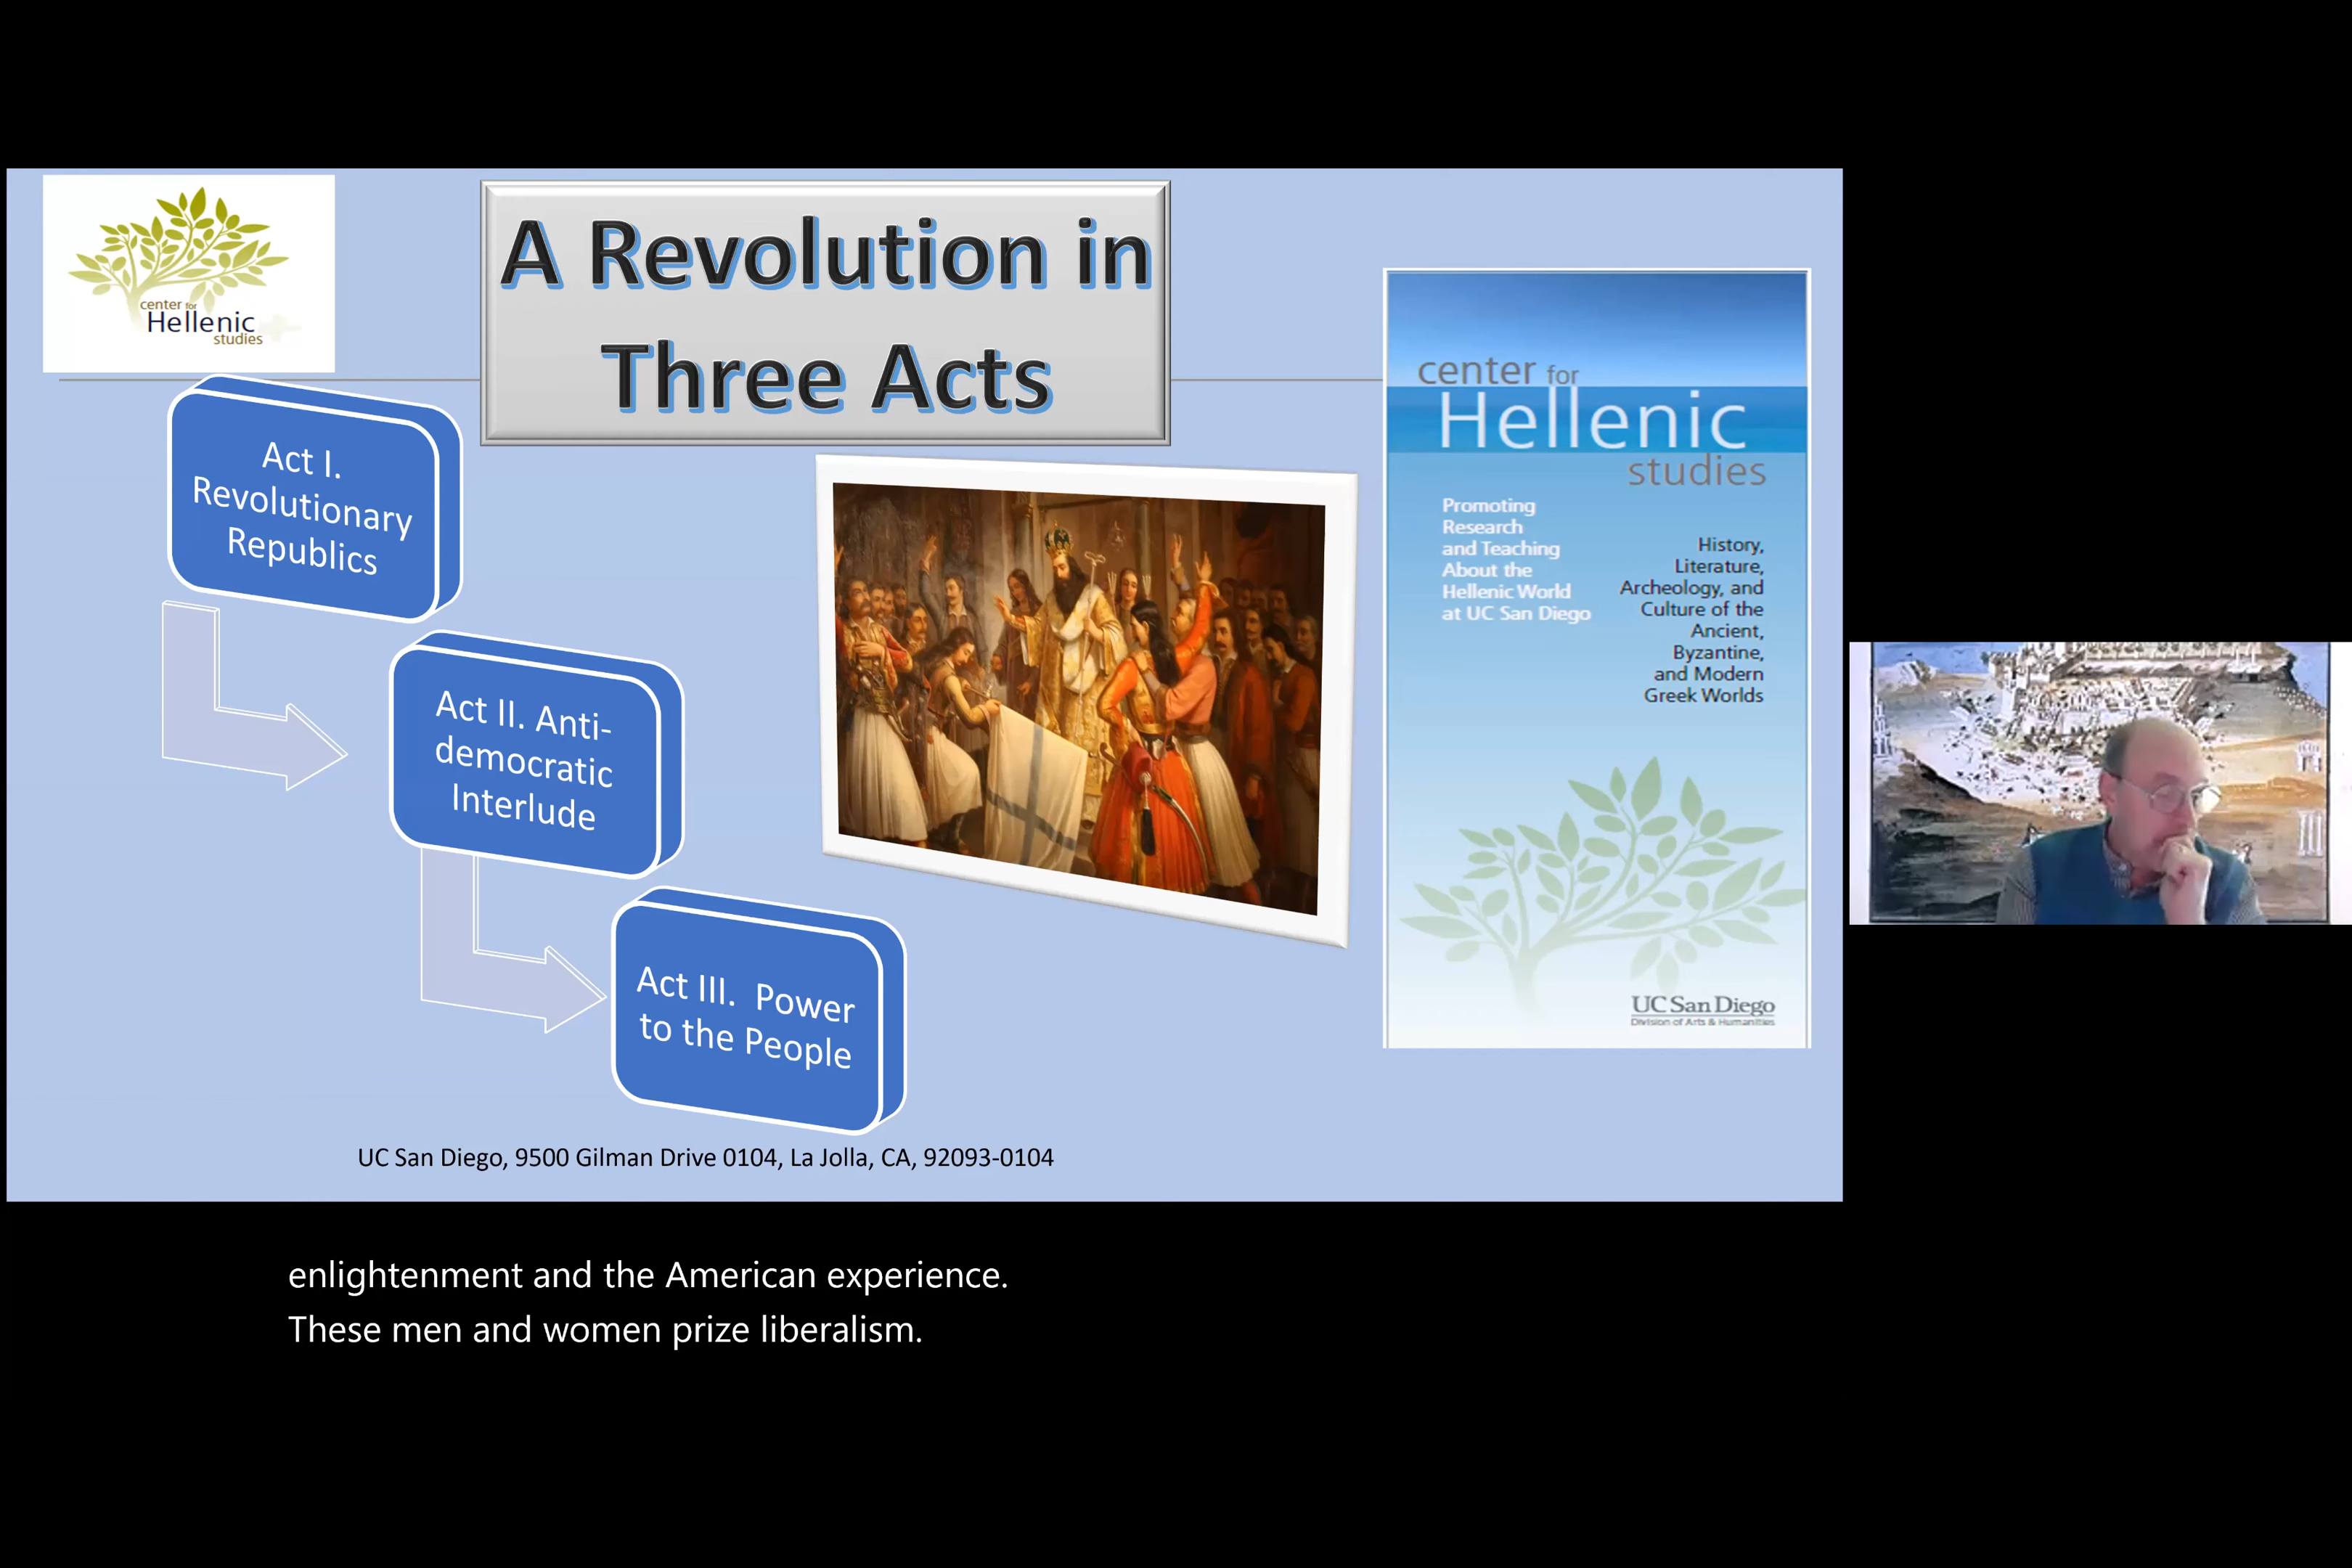 center for
Hellenic
studies
A Revolution in
Three Acts
Act I.
Revolutionary
Republics
Act II. Anti-
democratic
Interlude
Act III. Power
to the People
center for
Hellenic
studies
Promoting
Research
and Teaching
About the
Hellenic World
at UC San Diego
History,
Literature,
Archeology, and
Culture of the
Ancient,
Byzantine,
and Modern
Greek Worlds
UC San Diego
Division of Arts & Humanities
UC San Diego, 9500 Gilman Drive 0104, La Jolla, CA, 92093-0104
enlightenment and the American experience.
These men and women prize liberalism.